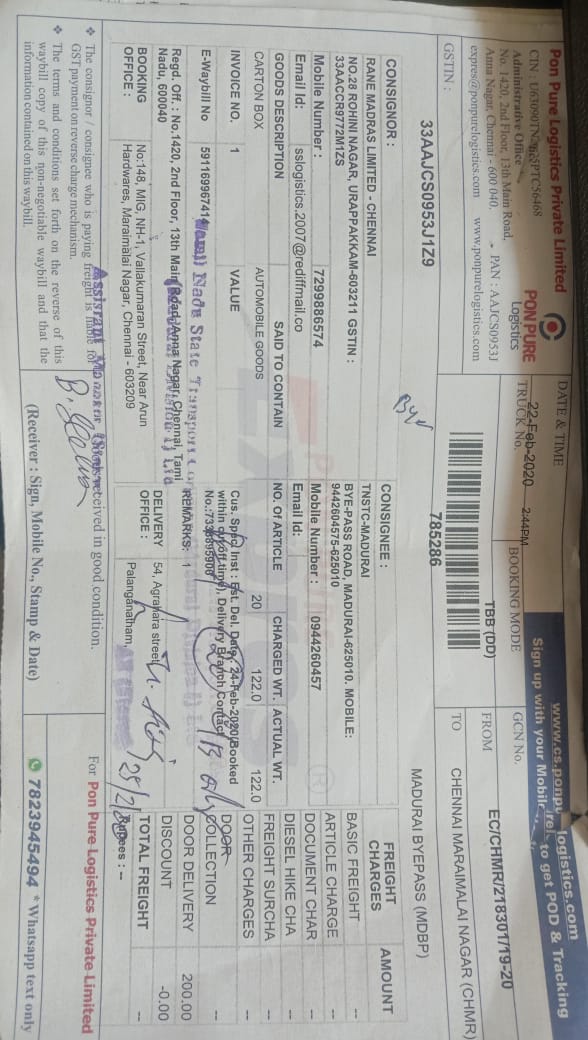 Pon Pure Logistics Private Limited
Administrative Office
No. 1420, 2nd Floor, 13th Main Road,
Anna Nagar, Chennai - 600 040. PAN : AAJCS0953J
expres@ponpurelogistics.com www.ponpurelogistics.com
PON PURE
Logistics
GSTIN : 33AAJCS0953J1Z9
DATE & TIME
22-Feb-2020 2:44PM
TRUCK No.
BOOKING MODE
TBB (DD)
785286
Sign up with your Mobile to get POD & Tracking
GCN No. EC/CHMR/218301/19-20
FROM CHENNAI MARAIMALAI NAGAR (CHMR)
TO MADURAI BYEPASS (MDBP)
CONSIGNOR :
RANE MADRAS LIMITED - CHENNAI
NO.28 ROHINI NAGAR, URAPPAKKAM-603211 GSTIN :
33AACCR9772M1ZS
Mobile Number : 7299886574
Email Id: sslogistics.2007@rediffmail.co
CONSIGNEE :
TNSTC-MADURAI
BYE-PASS ROAD, MADURAI-625010. MOBILE:
9442604575-625010
Mobile Number : 0944260457
Email Id:
FREIGHT CHARGES AMOUNT
BASIC FREIGHT --
ARTICLE CHARGE --
DOCUMENT CHAR --
DIESEL HIKE CHA --
FREIGHT SURCHA --
OTHER CHARGES --
DOOR COLLECTION --
DOOR DELIVERY 200.00
DISCOUNT -0.00
TOTAL FREIGHT --
Rupees : --
GOODS DESCRIPTION SAID TO CONTAIN NO. OF ARTICLE CHARGED WT. ACTUAL WT.
CARTON BOX AUTOMOBILE GOODS 20 122.0 122.0
INVOICE NO. 1 VALUE
E-Waybill No 591169967414
Cus. Sped Inst : Est. Del. Date : 24-Feb-2020(Booked
within cutoff time), Delivery Branch Contact
REMARKS: 1
Tamil Nadu State Transport
Regd. Off. : No.1420, 2nd Floor, 13th Main Road, Anna Nagar, Chennai, Tamil
Nadu, 600040
BOOKING OFFICE : No:148, MIG, NH-1, Vallakumaran Street, Near Arun
Hardwares, Maraimalai Nagar, Chennai - 603209
DELIVERY OFFICE : 54, Agrahara street,
Palanganatham,
❖ The consignor / consignee who is paying freight is liable for
GST payment on reverse charge mechanism.
❖ The terms and conditions set forth on the reverse of this
waybill copy of this non-negotiable waybill and that the
information contained on this waybill.
received in good condition.
(Receiver : Sign, Mobile No., Stamp & Date)
For Pon Pure Logistics Private Limited
7823945494 * Whatsapp text only